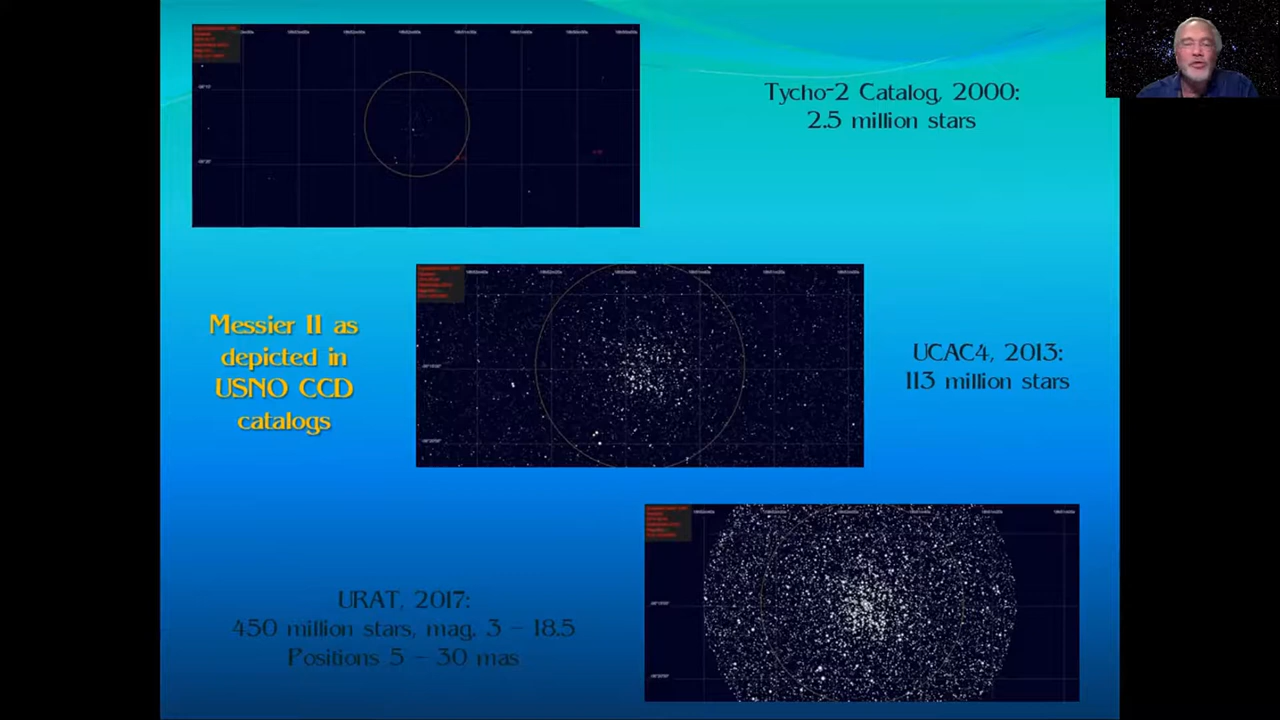 Tycho-2 Catalog, 2000:
2.5 million stars
Messier 11 as
depicted in
USNO CCD
catalogs
UCAC4, 2013:
113 million stars
URAT, 2017:
450 million stars, mag. 3 – 18.5
Positions 5 – 30 mas